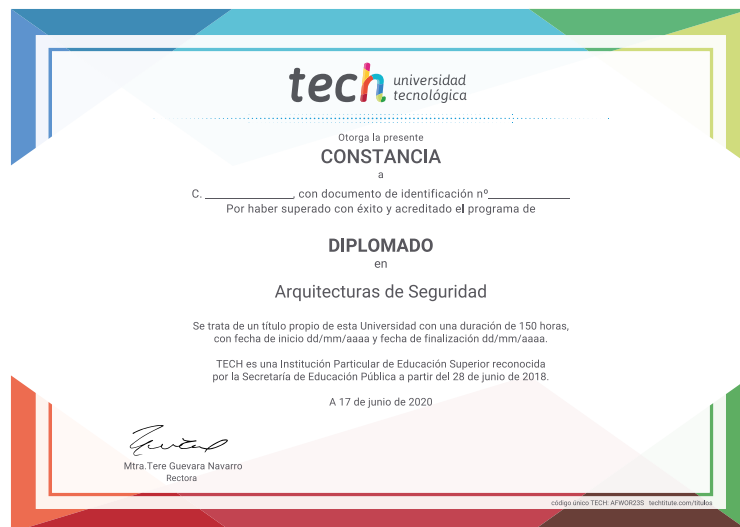 tech universidad
tecnológica
Otorga la presente
CONSTANCIA
a
C. ______________, con documento de identificación nº______________
Por haber superado con éxito y acreditado el programa de
DIPLOMADO
en
Arquitecturas de Seguridad
Se trata de un título propio de esta Universidad con una duración de 150 horas,
con fecha de inicio dd/mm/aaaa y fecha de finalización dd/mm/aaaa.
TECH es una Institución Particular de Educación Superior reconocida
por la Secretaría de Educación Pública a partir del 28 de junio de 2018.
A 17 de junio de 2020
Mtra.Tere Guevara Navarro
Rectora
código único TECH: AFWOR23S techtitute.com/titulos